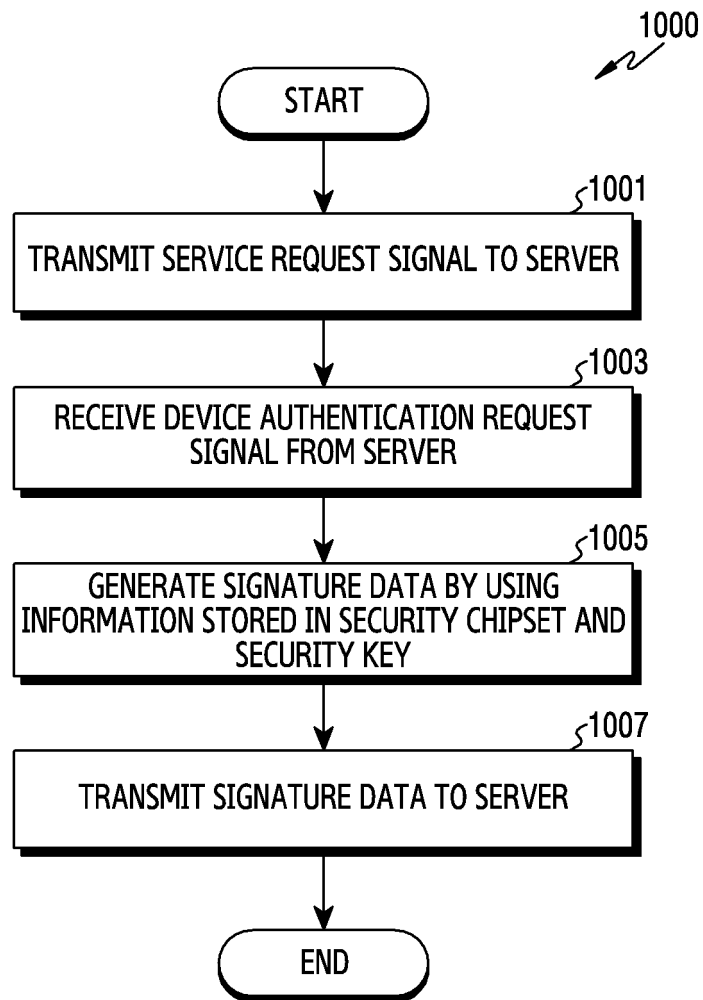 1000
START
1001
TRANSMIT SERVICE REQUEST SIGNAL TO SERVER
1003
RECEIVE DEVICE AUTHENTICATION REQUEST
SIGNAL FROM SERVER
1005
GENERATE SIGNATURE DATA BY USING
INFORMATION STORED IN SECURITY CHIPSET AND
SECURITY KEY
1007
TRANSMIT SIGNATURE DATA TO SERVER
END